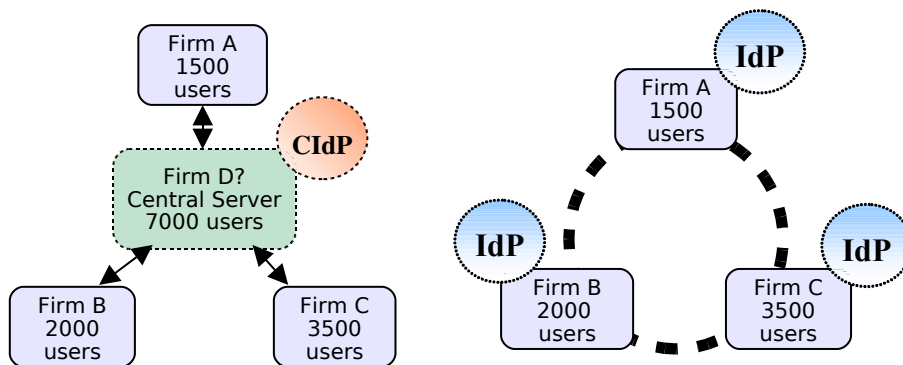 Firm A
1500
users
CIdP
Firm D?
Central Server
7000 users
Firm B
2000
users
Firm C
3500
users
IdP
Firm A
1500
users
IdP
Firm B
2000
users
IdP
Firm C
3500
users